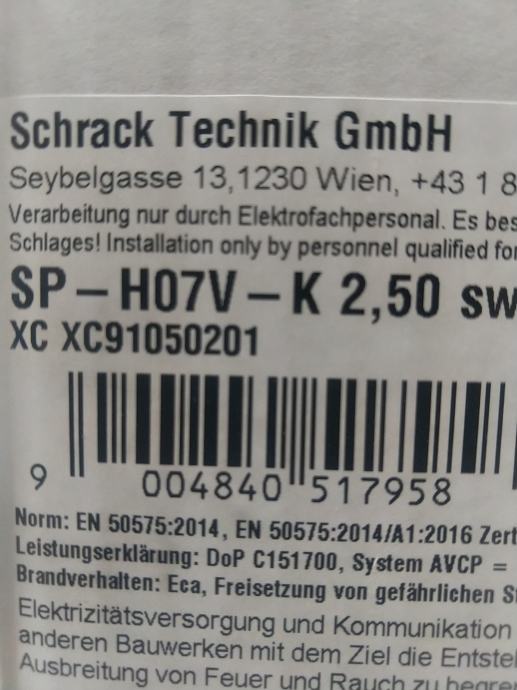 Schrack Technik GmbH
Seybelgasse 13,1230 Wien, +43 1 8
Verarbeitung nur durch Elektrofachpersonal. Es bes
Schlages! Installation only by personnel qualified for
SP – H07V – K 2,50 sw
XC XC91050201
9 004840 517958
Norm: EN 50575:2014, EN 50575:2014/A1:2016 Zert
Leistungserklärung: DoP C151700, System AVCP =
Brandverhalten: Eca, Freisetzung von gefährlichen S
Elektrizitätsversorgung und Kommunikation
anderen Bauwerken mit dem Ziel die Entste
Ausbreitung von Feuer und Rauch zu begre